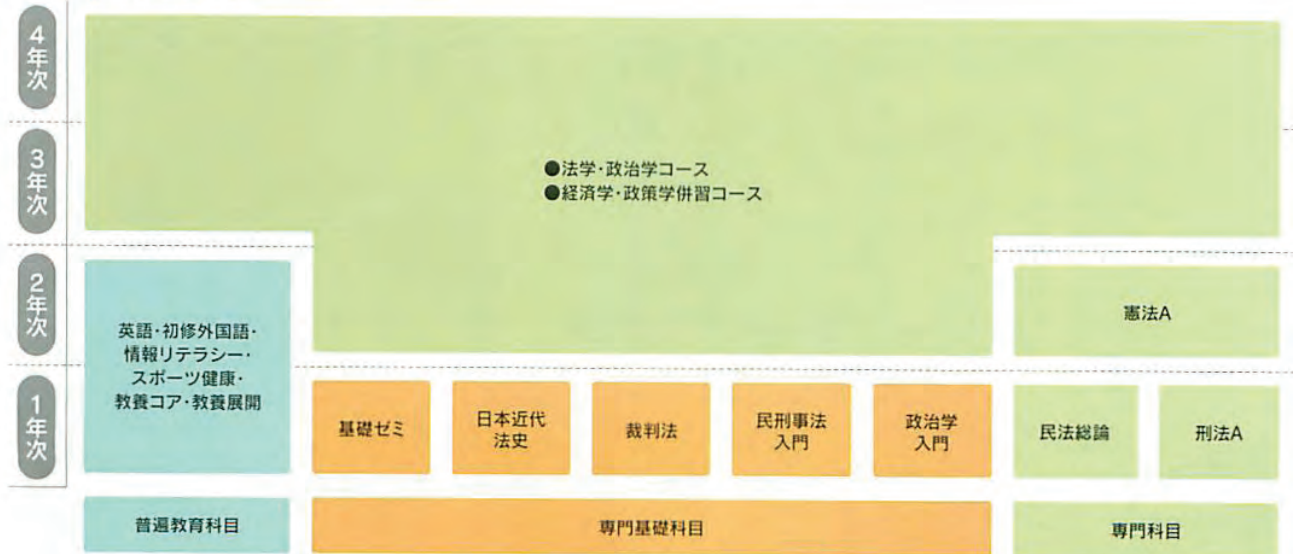 4年次
●法学・政治学コース
●経済学・政策学併習コース
3年次
2年次
英語・初修外国語・
情報リテラシー・
スポーツ健康・
教養コア・教養展開
憲法A
1年次
基礎ゼミ
日本近代
法史
裁判法
民刑事法
入門
政治学
入門
民法総論
刑法A
普遍教育科目
専門基礎科目
専門科目